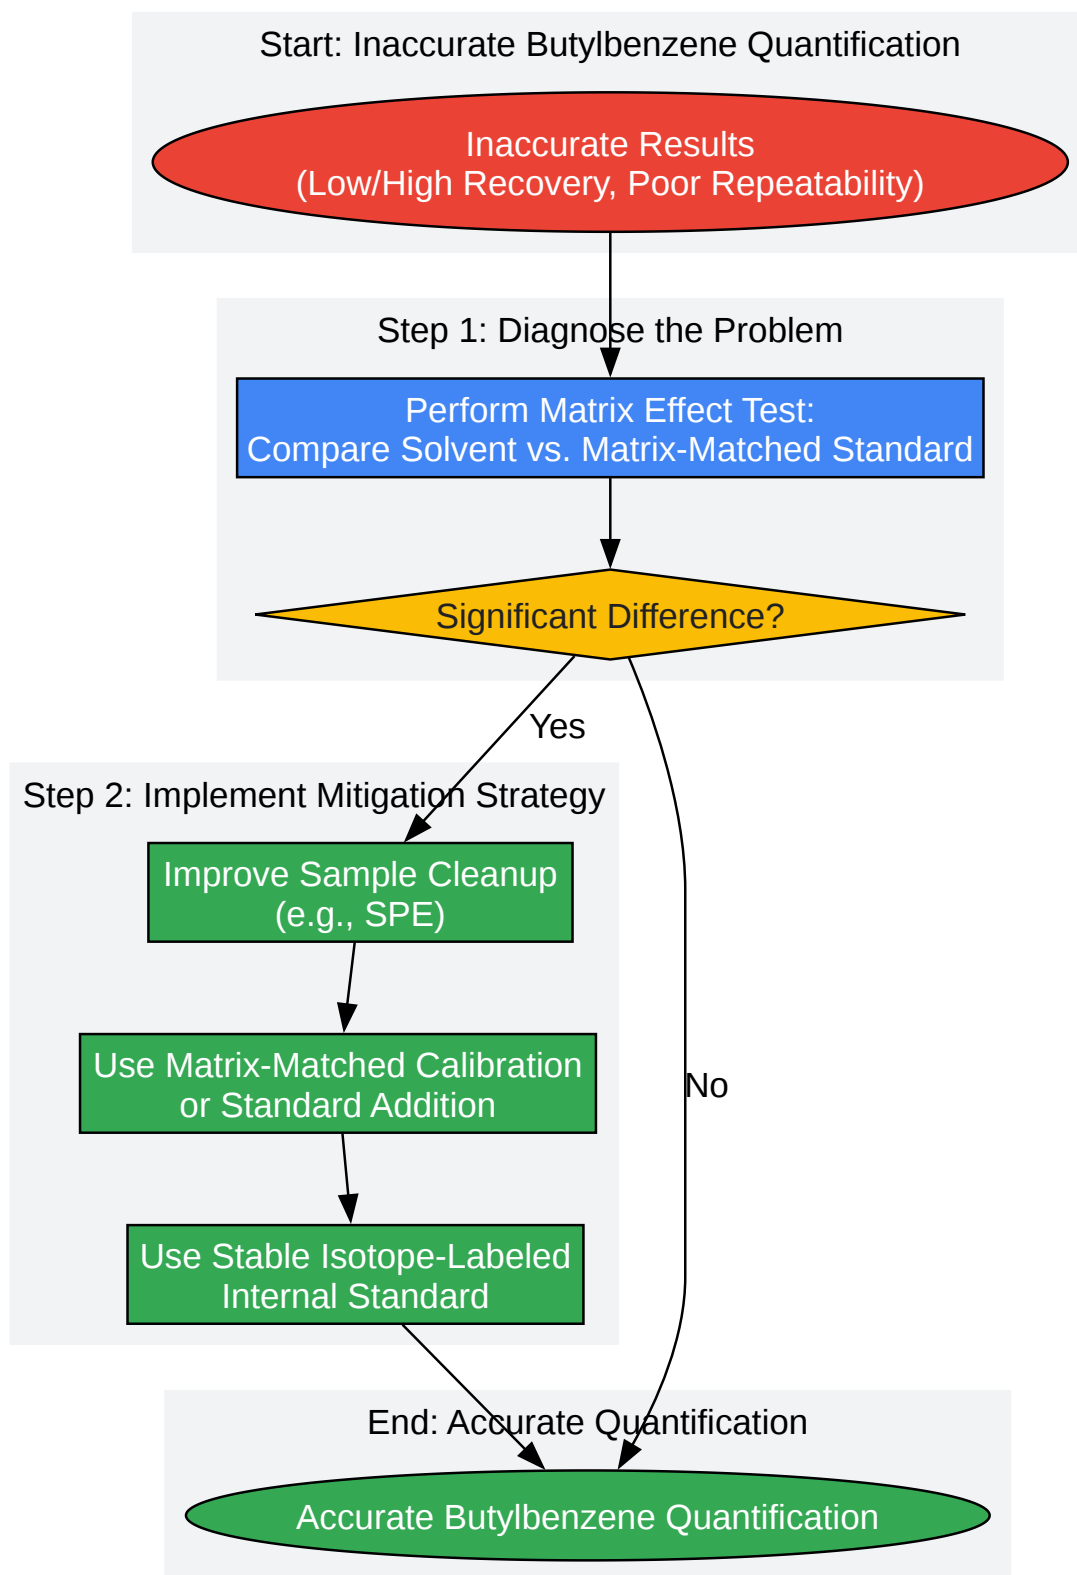 Start: Inaccurate Butylbenzene Quantification
Inaccurate Results
(Low/High Recovery, Poor Repeatability)
Step 1: Diagnose the Problem
Perform Matrix Effect Test:
Compare Solvent vs. Matrix-Matched Standard
Significant Difference?
Yes
Step 2: Implement Mitigation Strategy
Improve Sample Cleanup
(e.g., SPE)
Use Matrix-Matched Calibration
or Standard Addition
No
Use Stable Isotope-Labeled
Internal Standard
End: Accurate Quantification
Accurate Butylbenzene Quantification